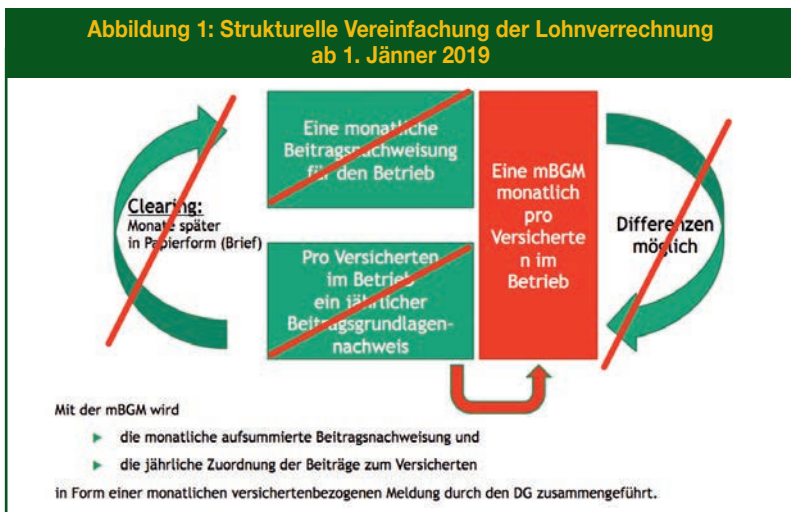 Abbildung 1: Strukturelle Vereinfachung der Lohnverrechnung
ab 1. Jänner 2019
Eine monatliche
Beitragsnachweisung
für den Betrieb
Eine mBGM
monatlich
pro
Versicherte
n im
Betrieb
Clearing:
Monate später
in Papierform (Brief)
Differenzen
möglich
Pro Versicherten
im Betrieb
ein jährlicher
Beitragsgrundlagen-
nachweis
Mit der mBGM wird
die monatliche aufsummierte Beitragsnachweisung und
die jährliche Zuordnung der Beiträge zum Versicherten
in Form einer monatlichen versichertenbezogenen Meldung durch den DG zusammengeführt.